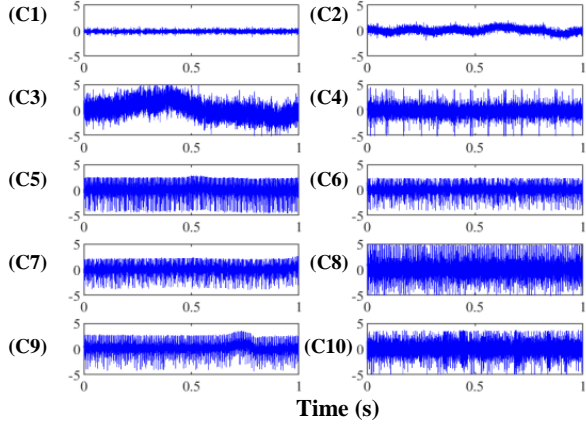 (C1) 5 0 -5 0 0.5 1
(C2) 5 0 -5 0 0.5 1
(C3) 5 0 -5 0 0.5 1
(C4) 5 0 -5 0 0.5 1
(C5) 5 0 -5 0 0.5 1
(C6) 5 0 -5 0 0.5 1
(C7) 5 0 -5 0 0.5 1
(C8) 5 0 -5 0 0.5 1
(C9) 5 0 -5 0 0.5 1
(C10) 5 0 -5 0 0.5 1
Time (s)